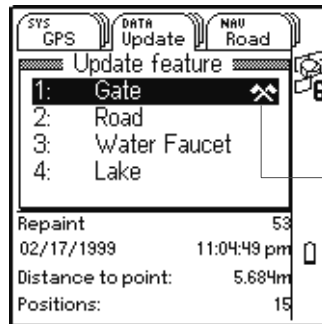 SYS DATA NAV
GPS Update Road
Update feature
1: Gate
2: Road
3: Water Faucet
4: Lake
Repaint 53
02/17/1999 11:04:49 pm
Distance to point: 5.684m
Positions: 15